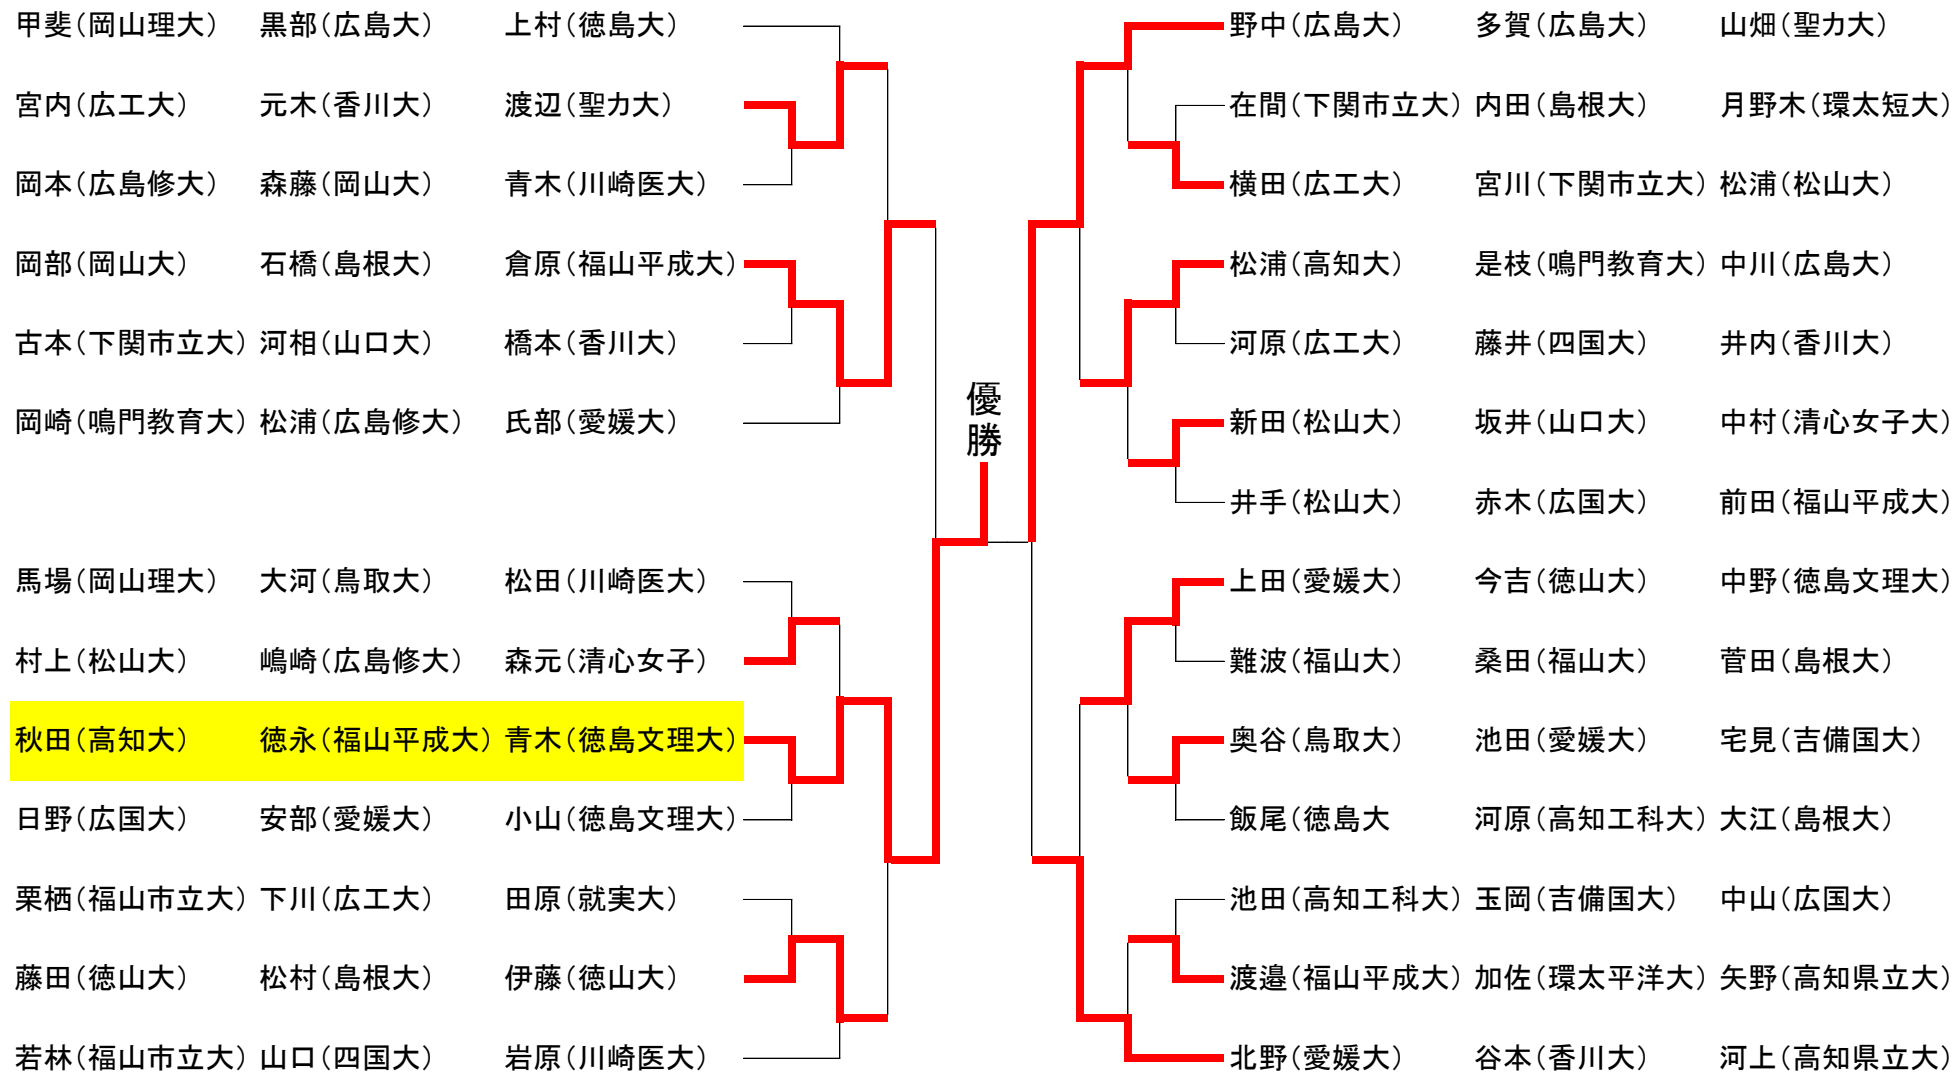 甲斐(岡山理大) 黒部(広島大) 上村(徳島大)
宮内(広工大) 元木(香川大) 渡辺(聖カ大)
岡本(広島修大) 森藤(岡山大) 青木(川崎医大)
岡部(岡山大) 石橋(島根大) 倉原(福山平成大)
古本(下関市立大) 河相(山口大) 橋本(香川大)
岡崎(鳴門教育大) 松浦(広島修大) 氏部(愛媛大)
馬場(岡山理大) 大河(鳥取大) 松田(川崎医大)
村上(松山大) 嶋崎(広島修大) 森元(清心女子)
秋田(高知大) 徳永(福山平成大) 青木(徳島文理大)
日野(広国大) 安部(愛媛大) 小山(徳島文理大)
栗栖(福山市立大) 下川(広工大) 田原(就実大)
藤田(徳山大) 松村(島根大) 伊藤(徳山大)
若林(福山市立大) 山口(四国大) 岩原(川崎医大)
優勝
野中(広島大) 多賀(広島大) 山畑(聖カ大)
在間(下関市立大) 内田(島根大) 月野木(環太短大)
横田(広工大) 宮川(下関市立大) 松浦(松山大)
松浦(高知大) 是枝(鳴門教育大) 中川(広島大)
河原(広工大) 藤井(四国大) 井内(香川大)
新田(松山大) 坂井(山口大) 中村(清心女子大)
井手(松山大) 赤木(広国大) 前田(福山平成大)
上田(愛媛大) 今吉(徳山大) 中野(徳島文理大)
難波(福山大) 桑田(福山大) 菅田(島根大)
奥谷(鳥取大) 池田(愛媛大) 宅見(吉備国大)
飯尾(徳島大 河原(高知工科大) 大江(島根大)
池田(高知工科大) 玉岡(吉備国大) 中山(広国大)
渡邉(福山平成大) 加佐(環太平洋大) 矢野(高知県立大)
北野(愛媛大) 谷本(香川大) 河上(高知県立大)